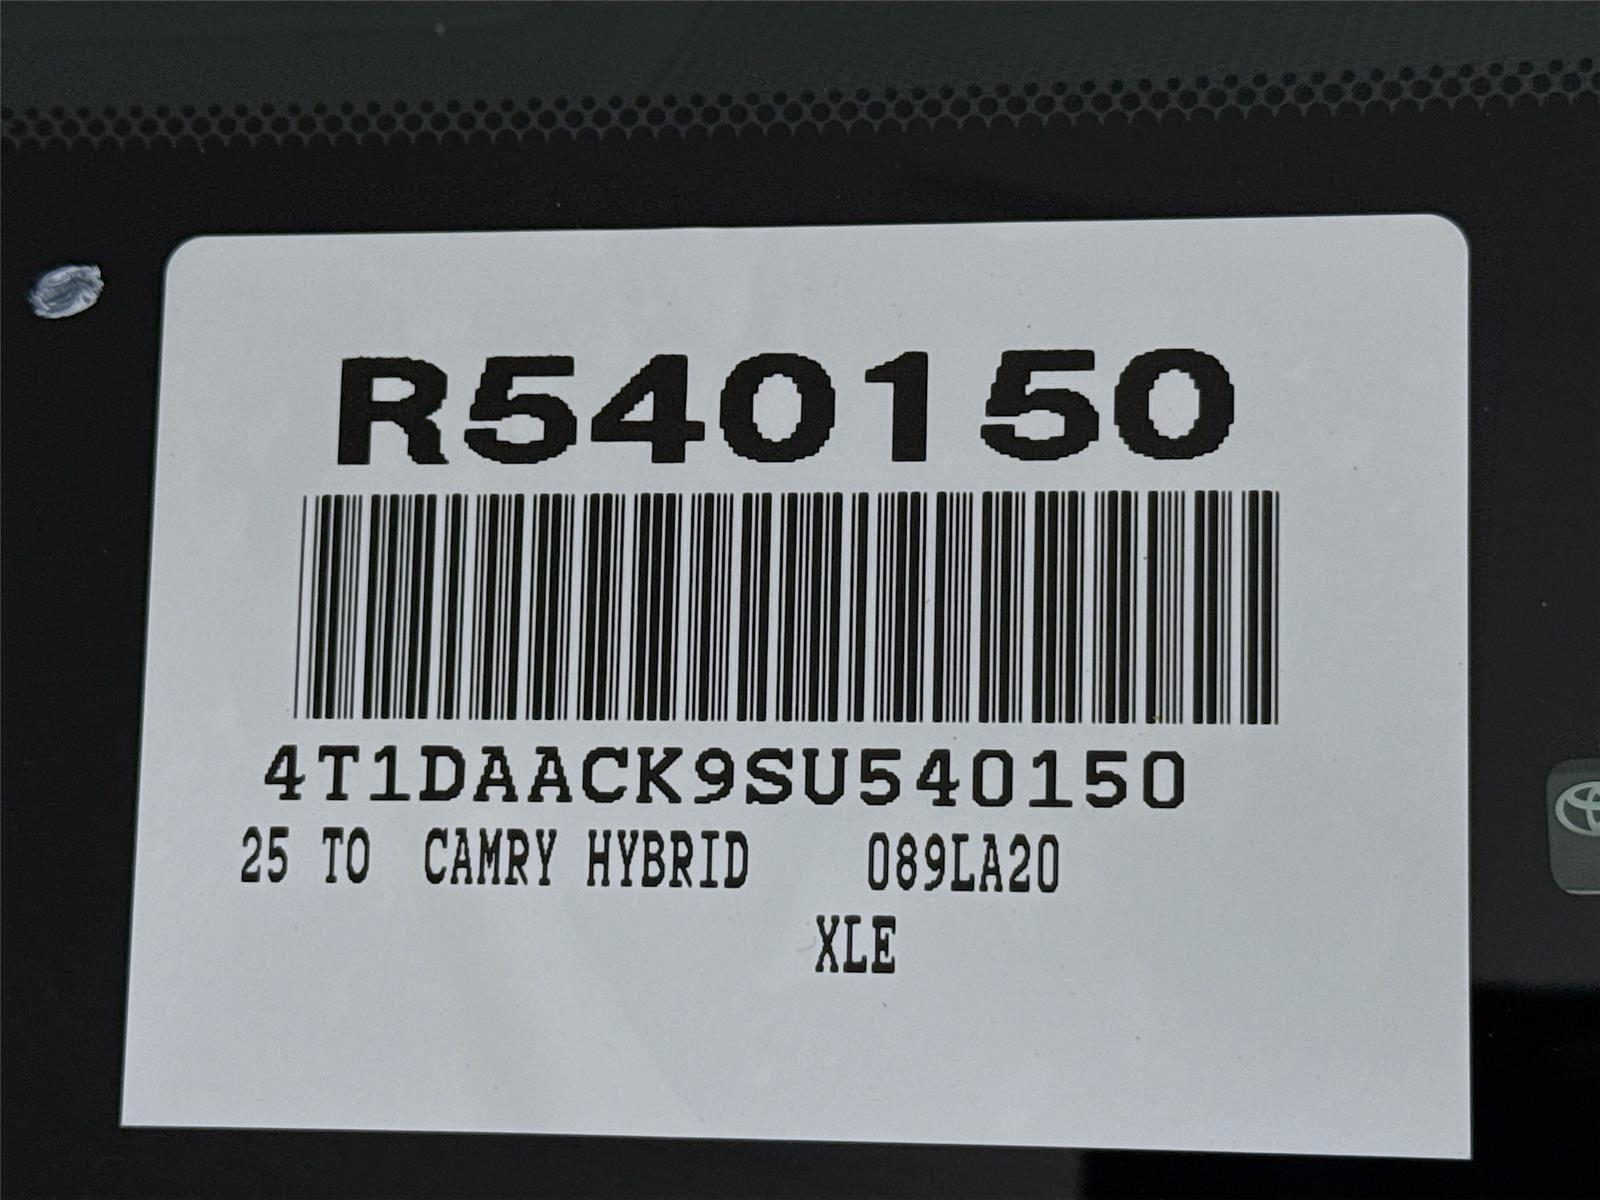 R540150
4T1DAACK9SU540150
25 TO CAMRY HYBRID 089LA20
XLE